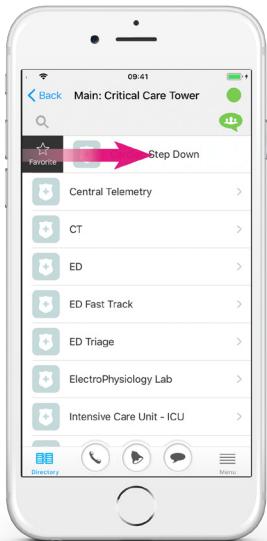 09:41
Back Main: Critical Care Tower
Favorite
Step Down
Central Telemetry
CT
ED
ED Fast Track
ED Triage
ElectroPhysiology Lab
Intensive Care Unit - ICU
Directory
Menu